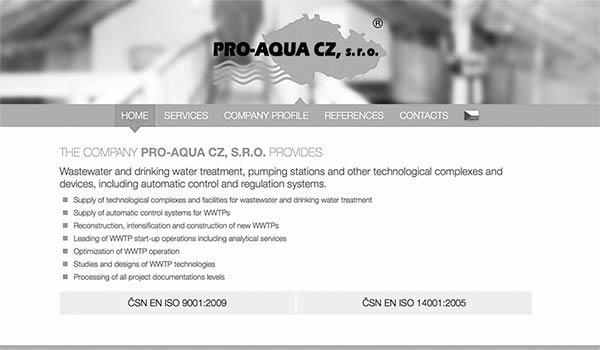 ®
PRO-AQUA CZ, s.r.o.
HOME SERVICES COMPANY PROFILE REFERENCES CONTACTS
THE COMPANY PRO-AQUA CZ, S.R.O. PROVIDES
Wastewater and drinking water treatment, pumping stations and other technological complexes and
devices, including automatic control and regulation systems.
Supply of technological complexes and facilities for wastewater and drinking water treatment
Supply of automatic control systems for WWTPs
Reconstruction, intensification and construction of new WWTPs
Leading of WWTP start-up operations including analytical services
Optimization of WWTP operation
Studies and designs of WWTP technologies
Processing of all project documentations levels
ČSN EN ISO 9001:2009 ČSN EN ISO 14001:2005